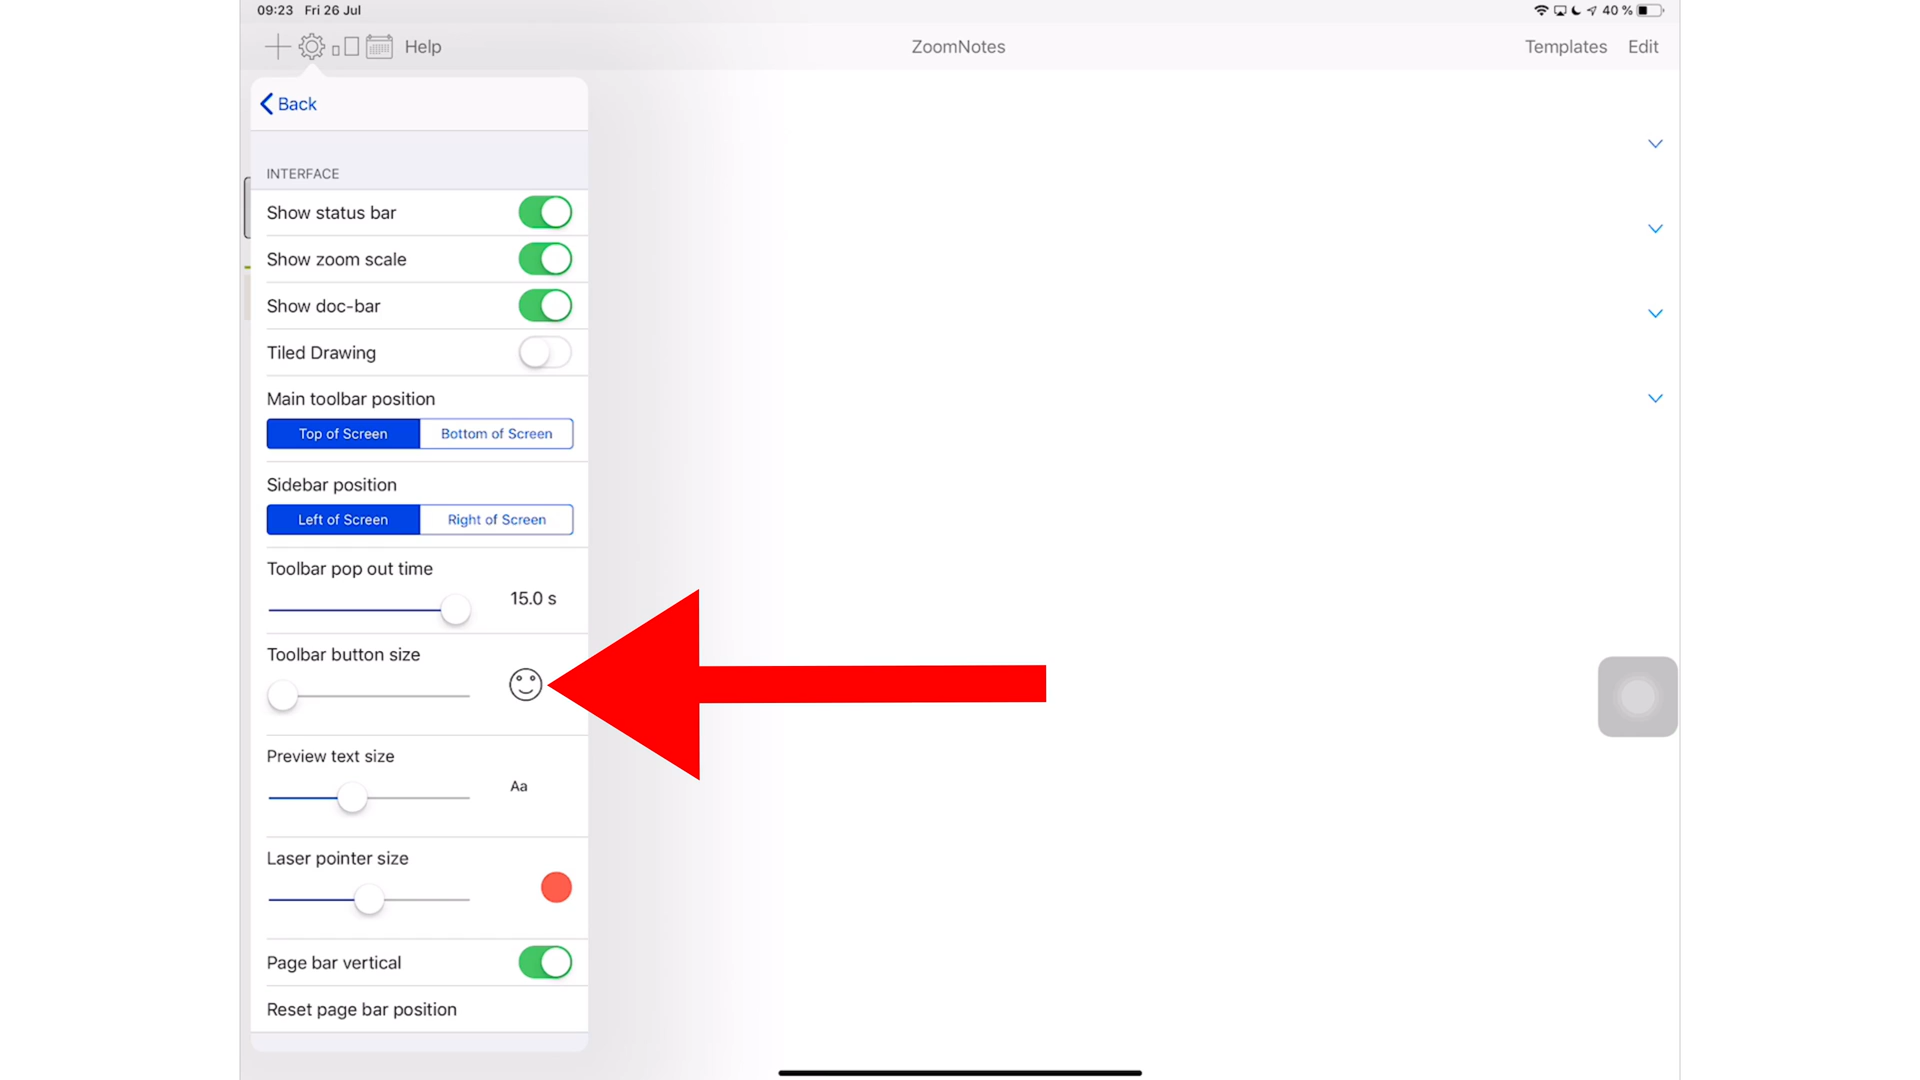 09:23 Fri 26 Jul
40 %
Help
ZoomNotes
Templates Edit
Back
INTERFACE
Show status bar
Show zoom scale
Show doc-bar
Tiled Drawing
Main toolbar position
Top of Screen Bottom of Screen
Sidebar position
Left of Screen Right of Screen
Toolbar pop out time
15.0 s
Toolbar button size
Preview text size
Aa
Laser pointer size
Page bar vertical
Reset page bar position